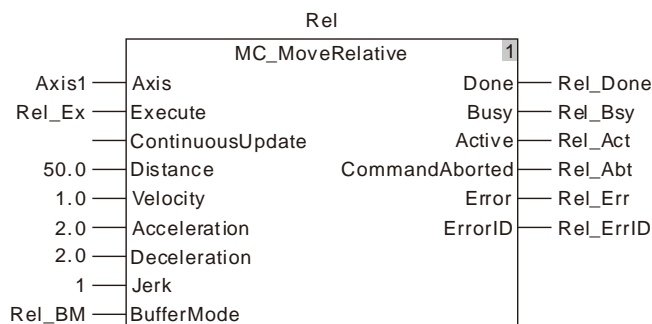 Rel
MC_MoveRelative 1
Axis1 Axis Done Rel_Done
Rel_Ex Execute Busy Rel_Bsy
ContinuousUpdate Active Rel_Act
50.0 Distance CommandAborted Rel_Abt
1.0 Velocity Error Rel_Err
2.0 Acceleration ErrorID Rel_ErrID
2.0 Deceleration
1 Jerk
Rel_BM BufferMode